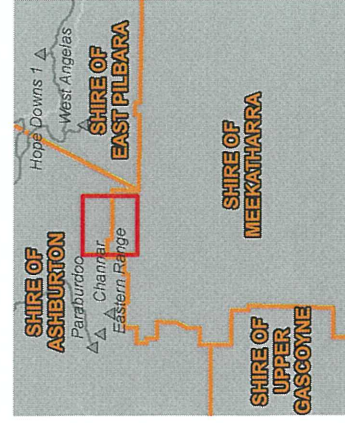 Hope Downs 1
West Angelas
SHIRE OF
EAST PILBARA
SHIRE OF
ASHBURTON
Paraburdoo
Channar
Eastern Range
SHIRE OF
MEEKATHARRA
SHIRE OF
UPPER
GASCOYNE